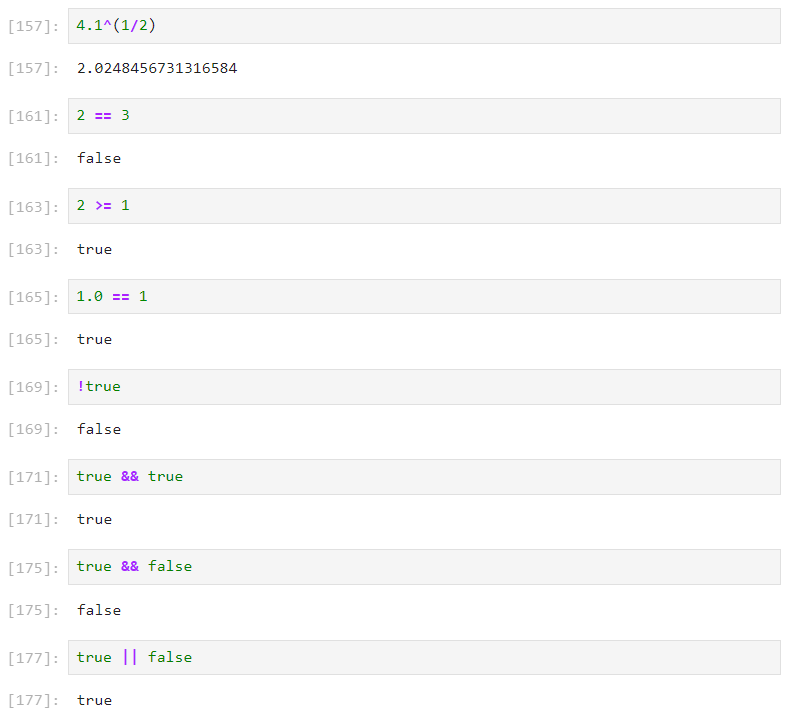 [157]: 4.1^(1/2)
[157]: 2.0248456731316584
[161]: 2 == 3
[161]: false
[163]: 2 >= 1
[163]: true
[165]: 1.0 == 1
[165]: true
[169]: !true
[169]: false
[171]: true && true
[171]: true
[175]: true && false
[175]: false
[177]: true || false
[177]: true